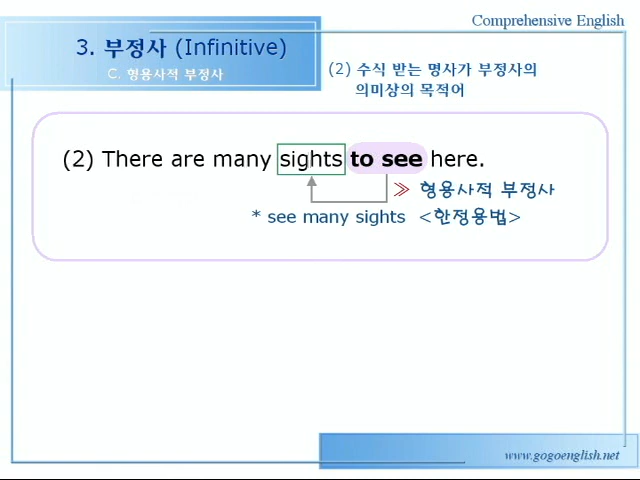 Comprehensive English
3. 부정사 (Infinitive)
C. 형용사적 부정사
(2) 수식 받는 명사가 부정사의
의미상의 목적어
(2) There are many sights to see here.
≫ 형용사적 부정사
* see many sights <한정용법>
www.gogoenglish.net